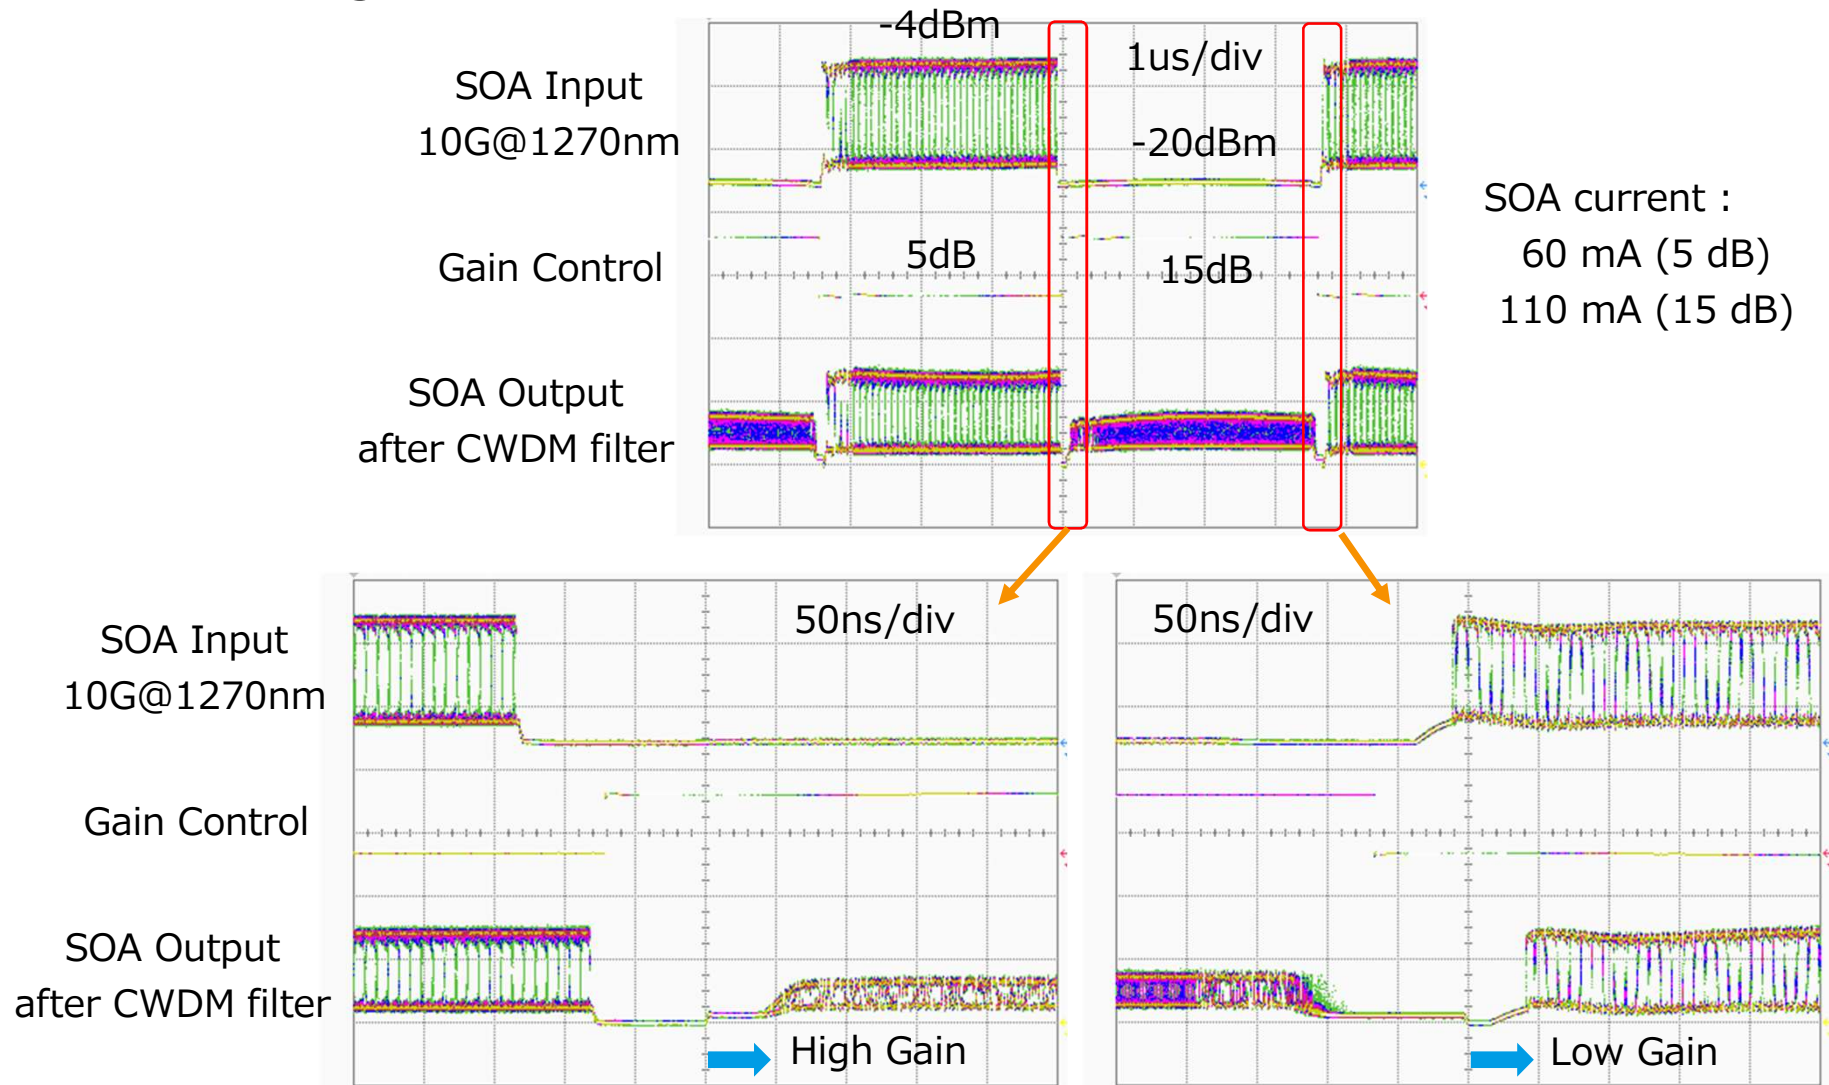 -4dBm
1us/div
SOA Input
10G@1270nm
-20dBm
SOA current :
60 mA (5 dB)
110 mA (15 dB)
Gain Control
5dB
15dB
SOA Output
after CWDM filter
50ns/div
50ns/div
SOA Input
10G@1270nm
Gain Control
SOA Output
after CWDM filter
High Gain
Low Gain